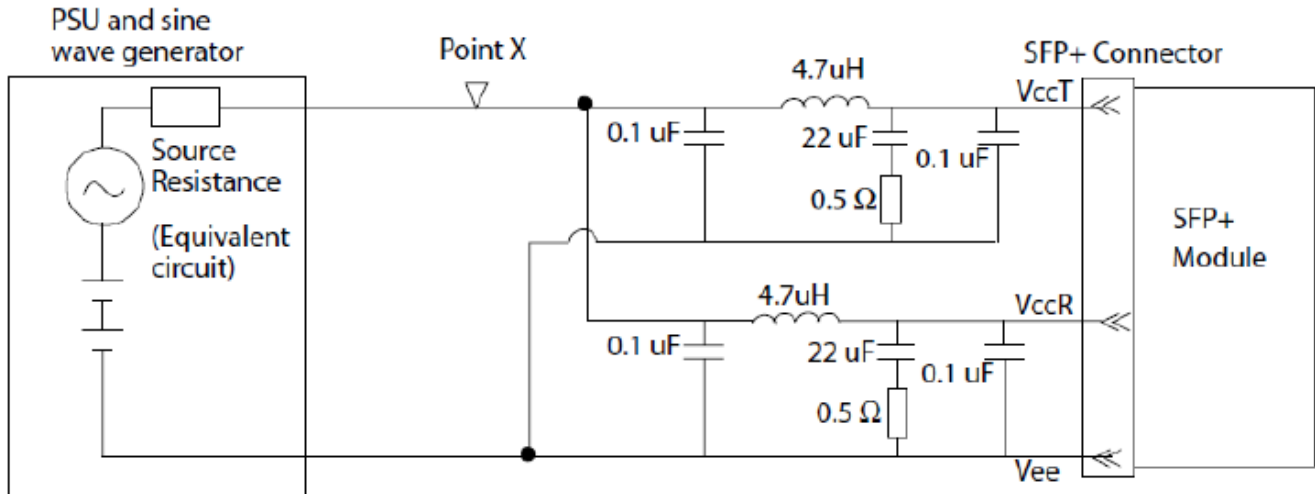 PSU and sine
wave generator
Point X
SFP+ Connector
4.7uH
VccT
0.1 uF
22 uF
0.1 uF
Source
Resistance
0.5 Ω
(Equivalent
circuit)
SFP+
Module
4.7uH
VccR
0.1 uF
22 uF
0.1 uF
0.5 Ω
Vee